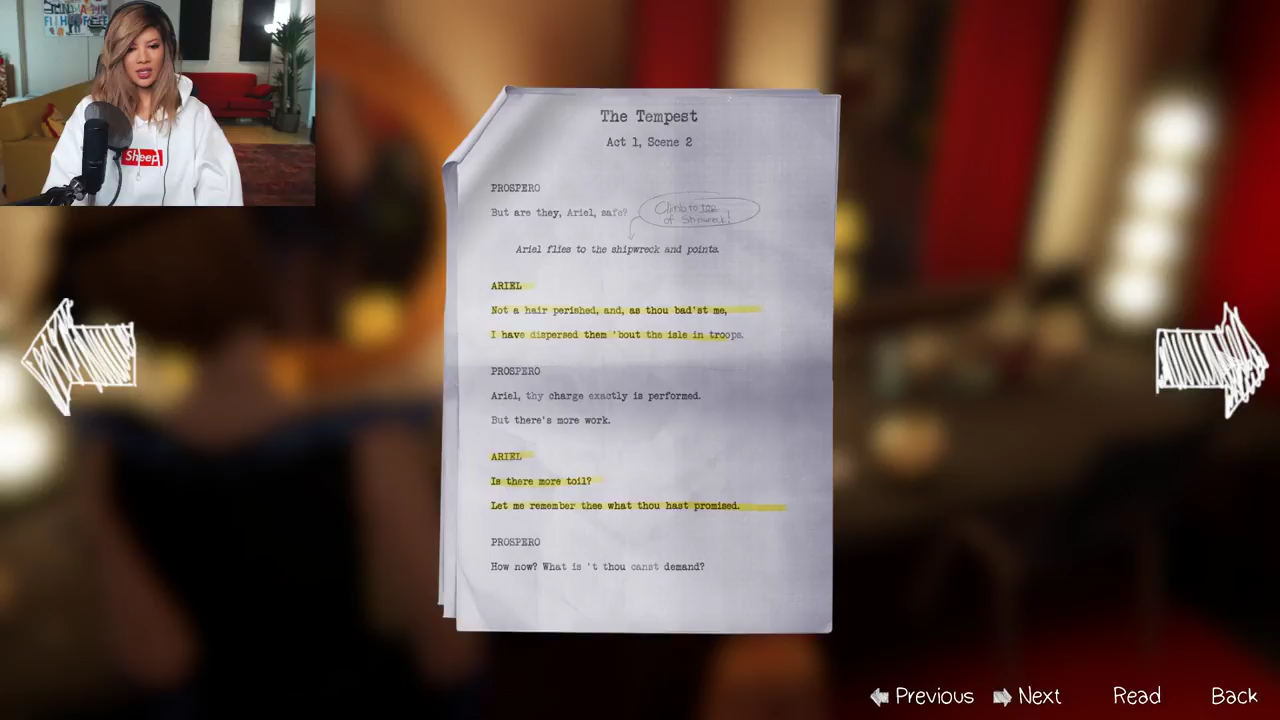 Sheep
The Tempest
Act 1, Scene 2
PROSPERO
But are they, Ariel, safe?
Climb to top
of Shipwreck!
Ariel flies to the shipwreck and points
ARIEL
Not a hair perished, and, as thou bad'st me,
I have dispersed them 'bout the isle in troops.
PROSPERO
Ariel, thy charge exactly is performed.
But there's more work.
ARIEL
Is there more toil?
Let me remember thee what thou hast promised.
PROSPERO
How now? What is 't thou canst demand?
Previous Next Read Back